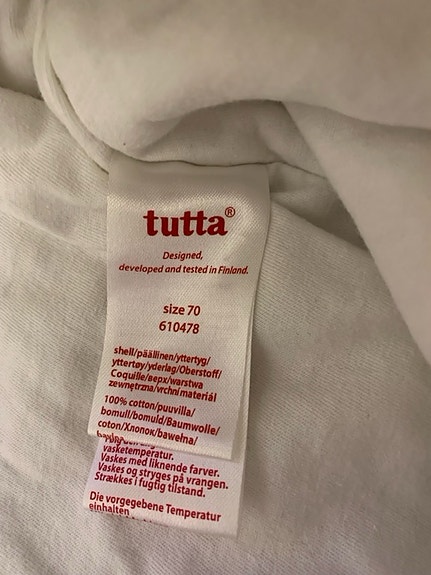 tutta®
Designed,
developed and tested in Finland.
size 70
610478
shell/päällinen/yttertyg/
yttertøy/yderlag/Oberstoff/
Coquille/верх/warstwa
zewnętrzna/vrchní materiál
100% cotton/puuvilla/
bomull/bomuld/Baumwolle/
coton/Хлопок/bawełna/
vasketemperatur.
Vaskes med liknende farver.
Vaskes og stryges på vrangen.
Strækkes i fugtig tilstand.
Die vorgegebene Temperatur
einhalten